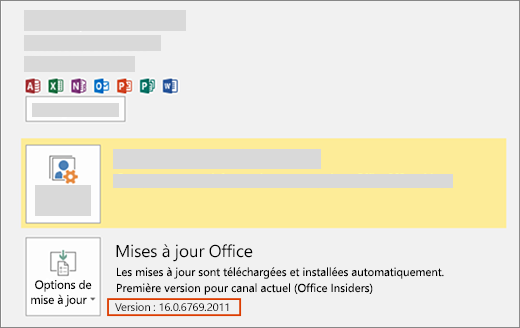 Options de
mise à jour
Mises à jour Office
Les mises à jour sont téléchargées et installées automatiquement.
Première version pour canal actuel (Office Insiders)
Version : 16.0.6769.2011